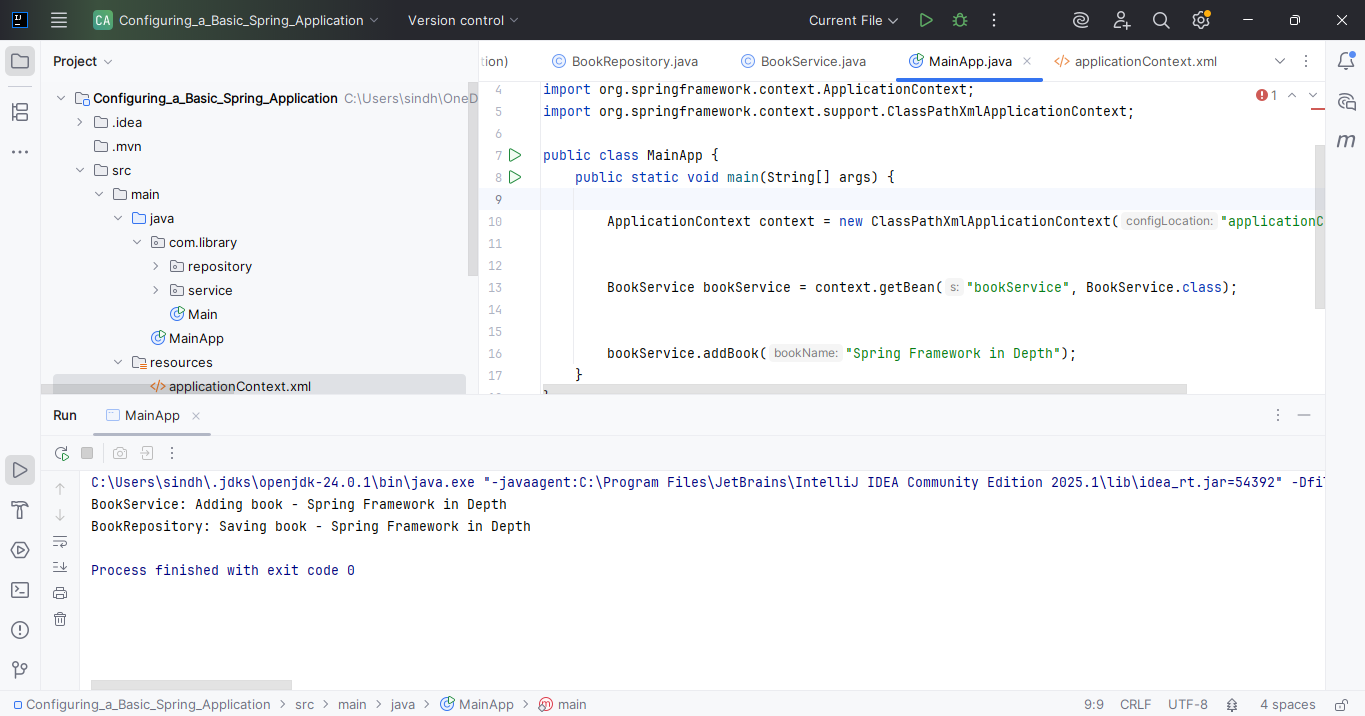 CA Configuring_a_Basic_Spring_Application Version control Current File
Project
Configuring_a_Basic_Spring_Application C:\Users\sindh\OneD
.idea
.mvn
src
main
java
com.library
repository
service
Main
MainApp
resources
applicationContext.xml
tion) BookRepository.java BookService.java MainApp.java applicationContext.xml
4 import org.springframework.context.ApplicationContext;
5 import org.springframework.context.support.ClassPathXmlApplicationContext;
6
7 public class MainApp {
8 public static void main(String[] args) {
9
10 ApplicationContext context = new ClassPathXmlApplicationContext( configLocation: "applicationC
11
12
13 BookService bookService = context.getBean( s: "bookService", BookService.class);
14
15
16 bookService.addBook( bookName: "Spring Framework in Depth");
17 }
1
m
Run MainApp
C:\Users\sindh\.jdks\openjdk-24.0.1\bin\java.exe "-javaagent:C:\Program Files\JetBrains\IntelliJ IDEA Community Edition 2025.1\lib\idea_rt.jar=54392" -Dfil
BookService: Adding book - Spring Framework in Depth
BookRepository: Saving book - Spring Framework in Depth
Process finished with exit code 0
Configuring_a_Basic_Spring_Application > src > main > java > MainApp > main 9:9 CRLF UTF-8 4 spaces